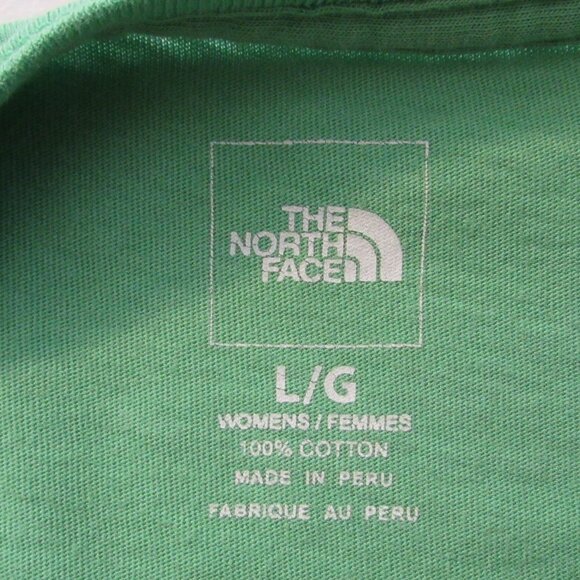 THE
NORTH
FACE
L/G
WOMENS / FEMMES
100% COTTON
MADE IN PERU
FABRIQUE AU PERU